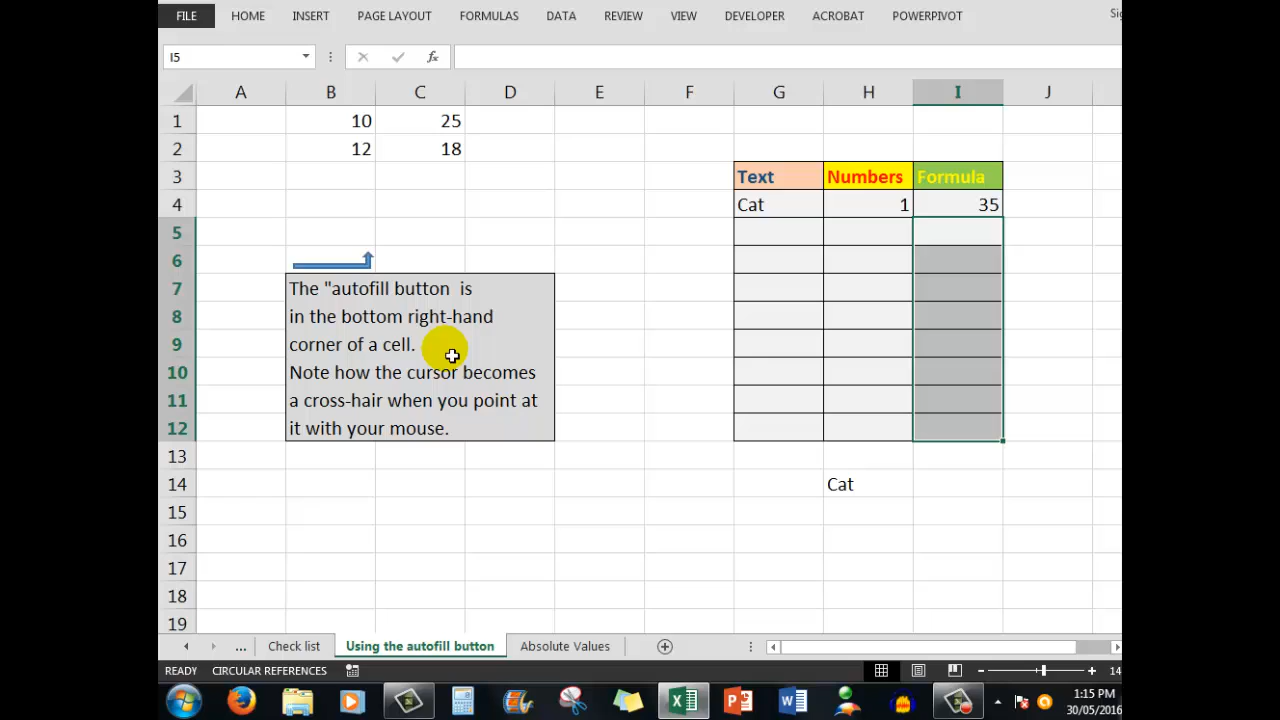 FILE HOME INSERT PAGE LAYOUT FORMULAS DATA REVIEW VIEW DEVELOPER ACROBAT POWERPIVOT
I5 fx
A B C D E F G H I J
1 10 25
2 12 18
3 Text Numbers Formula
4 Cat 1 35
5
6
7 The "autofill button is
8 in the bottom right-hand
9 corner of a cell.
10 Note how the cursor becomes
11 a cross-hair when you point at
12 it with your mouse.
13
14 Cat
15
16
17
18
19
... Check list Using the autofill button Absolute Values
READY CIRCULAR REFERENCES 14
1:15 PM
30/05/2016